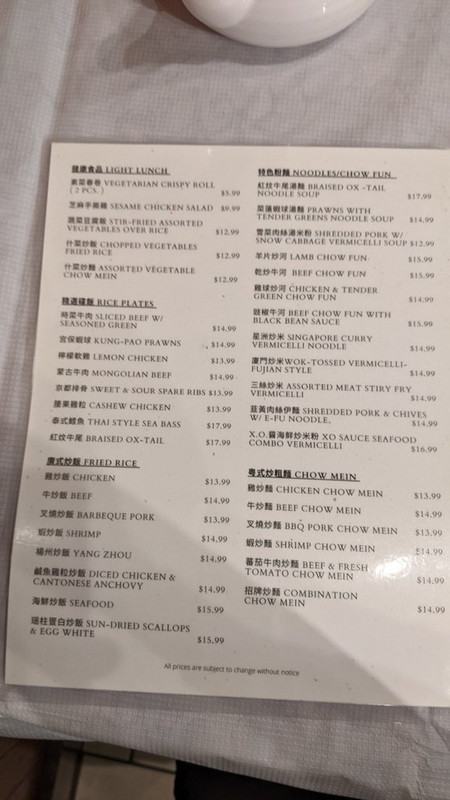 健康食品 LIGHT LUNCH
素菜春卷 VEGETARIAN CRISPY ROLL
( 2 PCS. ) $5.99
芝麻手撕雞 SESAME CHICKEN SALAD $9.99
蔬菜豆腐飯 STIR-FRIED ASSORTED
VEGETABLES OVER RICE $12.99
什菜炒飯 CHOPPED VEGETABLES
FRIED RICE $12.99
什菜炒麵 ASSORTED VEGETABLE
CHOW MEIN $12.99
精選碟飯 RICE PLATES
時菜牛肉 SLICED BEEF W/
SEASONED GREEN $14.99
宮保蝦球 KUNG-PAO PRAWNS $14.99
檸檬軟雞 LEMON CHICKEN $13.99
蒙古牛肉 MONGOLIAN BEEF $14.99
京都排骨 SWEET & SOUR SPARE RIBS $13.99
腰果雞粒 CASHEW CHICKEN $13.99
泰式鱸魚 THAI STYLE SEA BASS $17.99
紅炆牛尾 BRAISED OX-TAIL $17.99
廣式炒飯 FRIED RICE
雞炒飯 CHICKEN $13.99
牛炒飯 BEEF $14.99
叉燒炒飯 BARBEQUE PORK $13.99
蝦炒飯 SHRIMP $14.99
楊州炒飯 YANG ZHOU $14.99
鹹魚雞粒炒飯 DICED CHICKEN &
CANTONESE ANCHOVY $14.99
海鮮炒飯 SEAFOOD $15.99
瑤柱蛋白炒飯 SUN-DRIED SCALLOPS
& EGG WHITE $15.99
特色粉麵 NOODLES/CHOW FUN
紅炆牛尾湯麵 BRAISED OX -TAIL
NOODLE SOUP $17.99
菜薳蝦球湯麵 PRAWNS WITH
TENDER GREENS NOODLE SOUP $14.99
雪菜肉絲湯米粉 SHREDDED PORK W/
SNOW CABBAGE VERMICELLI SOUP $12.99
羊片炒河 LAMB CHOW FUN $15.99
乾炒牛河 BEEF CHOW FUN $15.99
雞球炒河 CHICKEN & TENDER
GREEN CHOW FUN $14.99
豉椒牛河 BEEF CHOW FUN WITH
BLACK BEAN SAUCE $15.99
星洲炒米 SINGAPORE CURRY
VERMICELLI NOODLE $14.99
廈門炒米WOK-TOSSED VERMICELLI-
FUJIAN STYLE $14.99
三絲炒米 ASSORTED MEAT STIRY FRY
VERMICELLI $14.99
韮黃肉絲伊麵 SHREDDED PORK & CHIVES
W/ E-FU NOODLE, $14.99
X.O.醬海鮮炒米粉 XO SAUCE SEAFOOD
COMBO VERMICELLI $16.99
粵式炒粗麵 CHOW MEIN
雞炒麵 CHICKEN CHOW MEIN $13.99
牛炒麵 BEEF CHOW MEIN $14.99
叉燒炒麵 BBQ PORK CHOW MEIN $13.99
蝦炒麵 SHRIMP CHOW MEIN $14.99
蕃茄牛肉炒麵 BEEF & FRESH
TOMATO CHOW MEIN $14.99
招牌炒麵 COMBINATION
CHOW MEIN $14.99
All prices are subject to change without notice